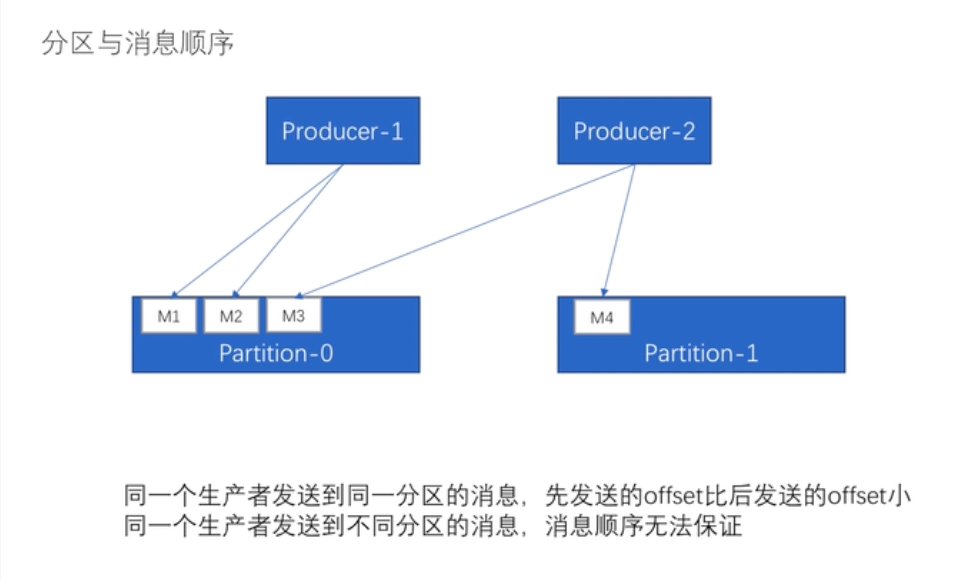 分区与消息顺序
Producer-1
Producer-2
M1
M2
M3
Partition-0
M4
Partition-1
同一个生产者发送到同一分区的消息，先发送的offset比后发送的offset小
同一个生产者发送到不同分区的消息，消息顺序无法保证